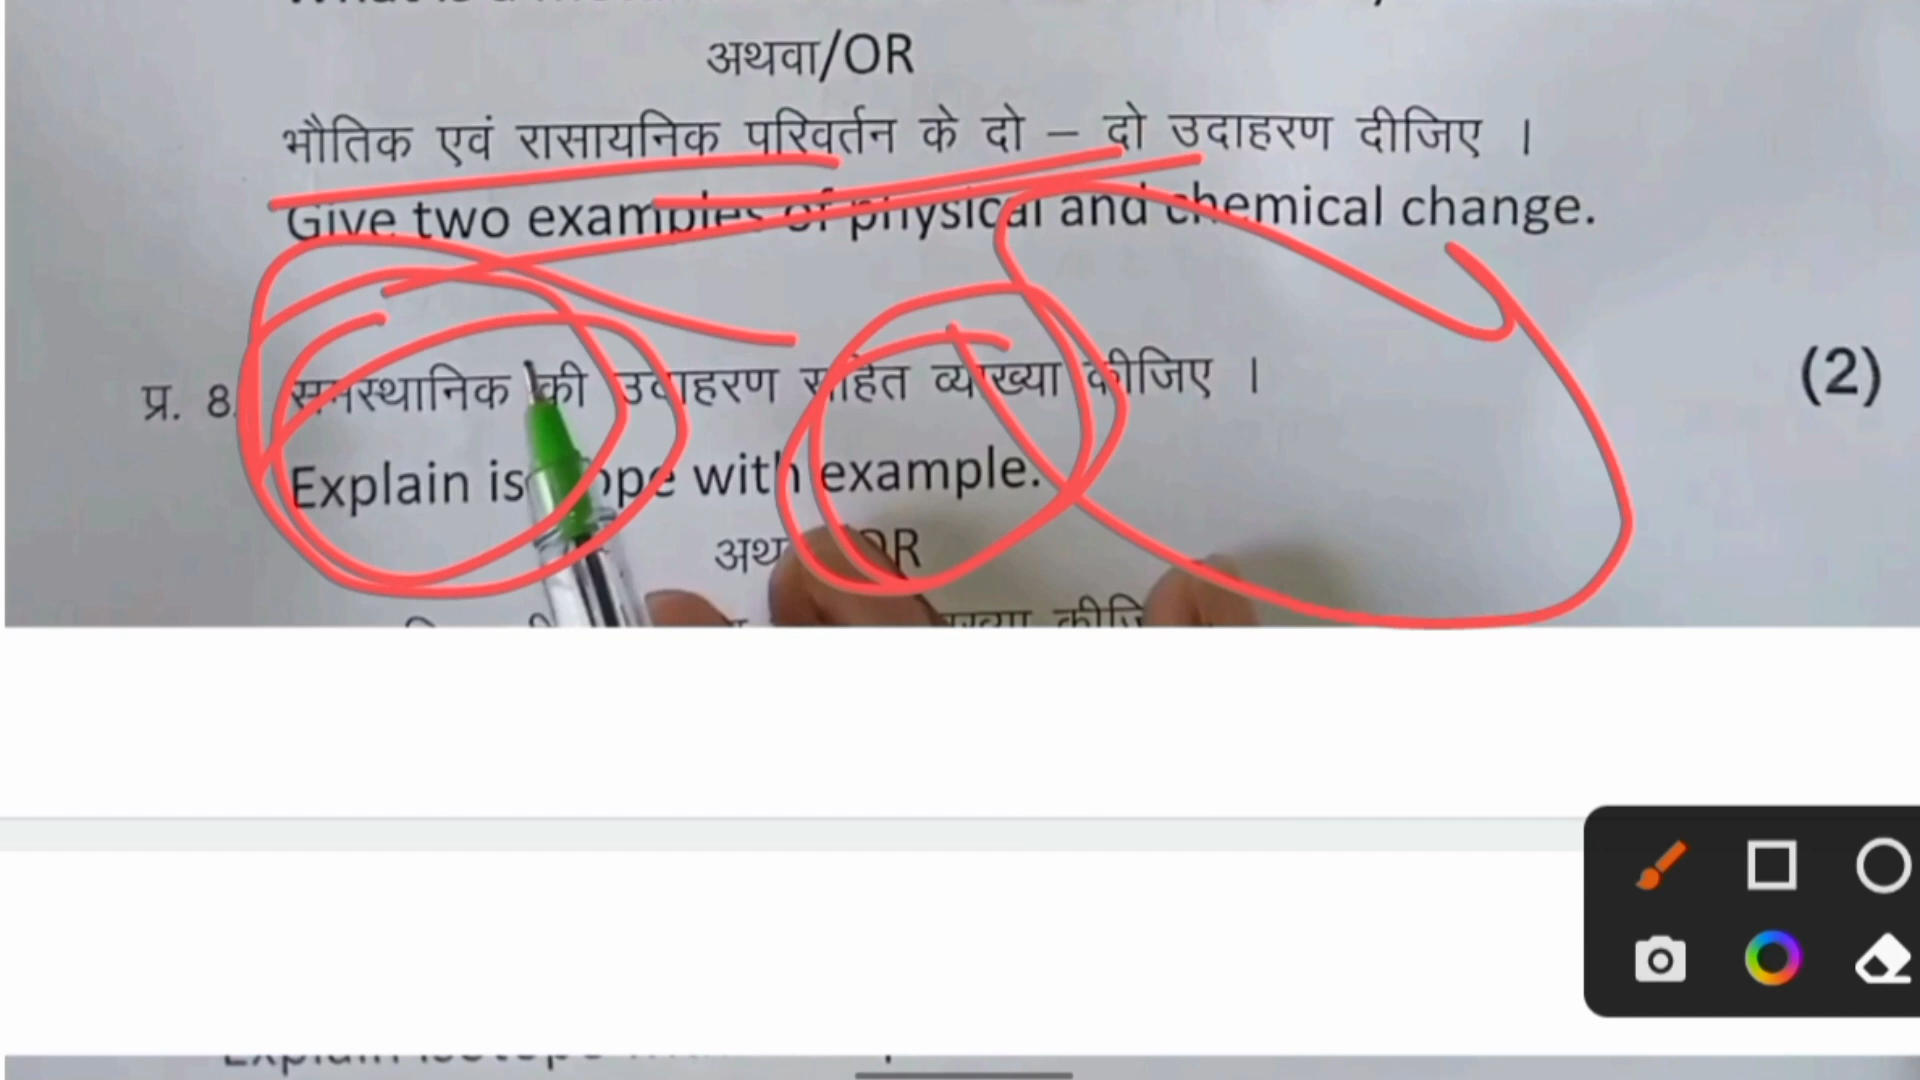 अथवा/OR
भौतिक एवं रासायनिक परिवर्तन के दो – दो उदाहरण दीजिए ।
Give two examples of physical and chemical change.
प्र. 8. समस्थानिक की उदाहरण सहित व्याख्या कीजिए ।
(2)
Explain isotope with example.
OR